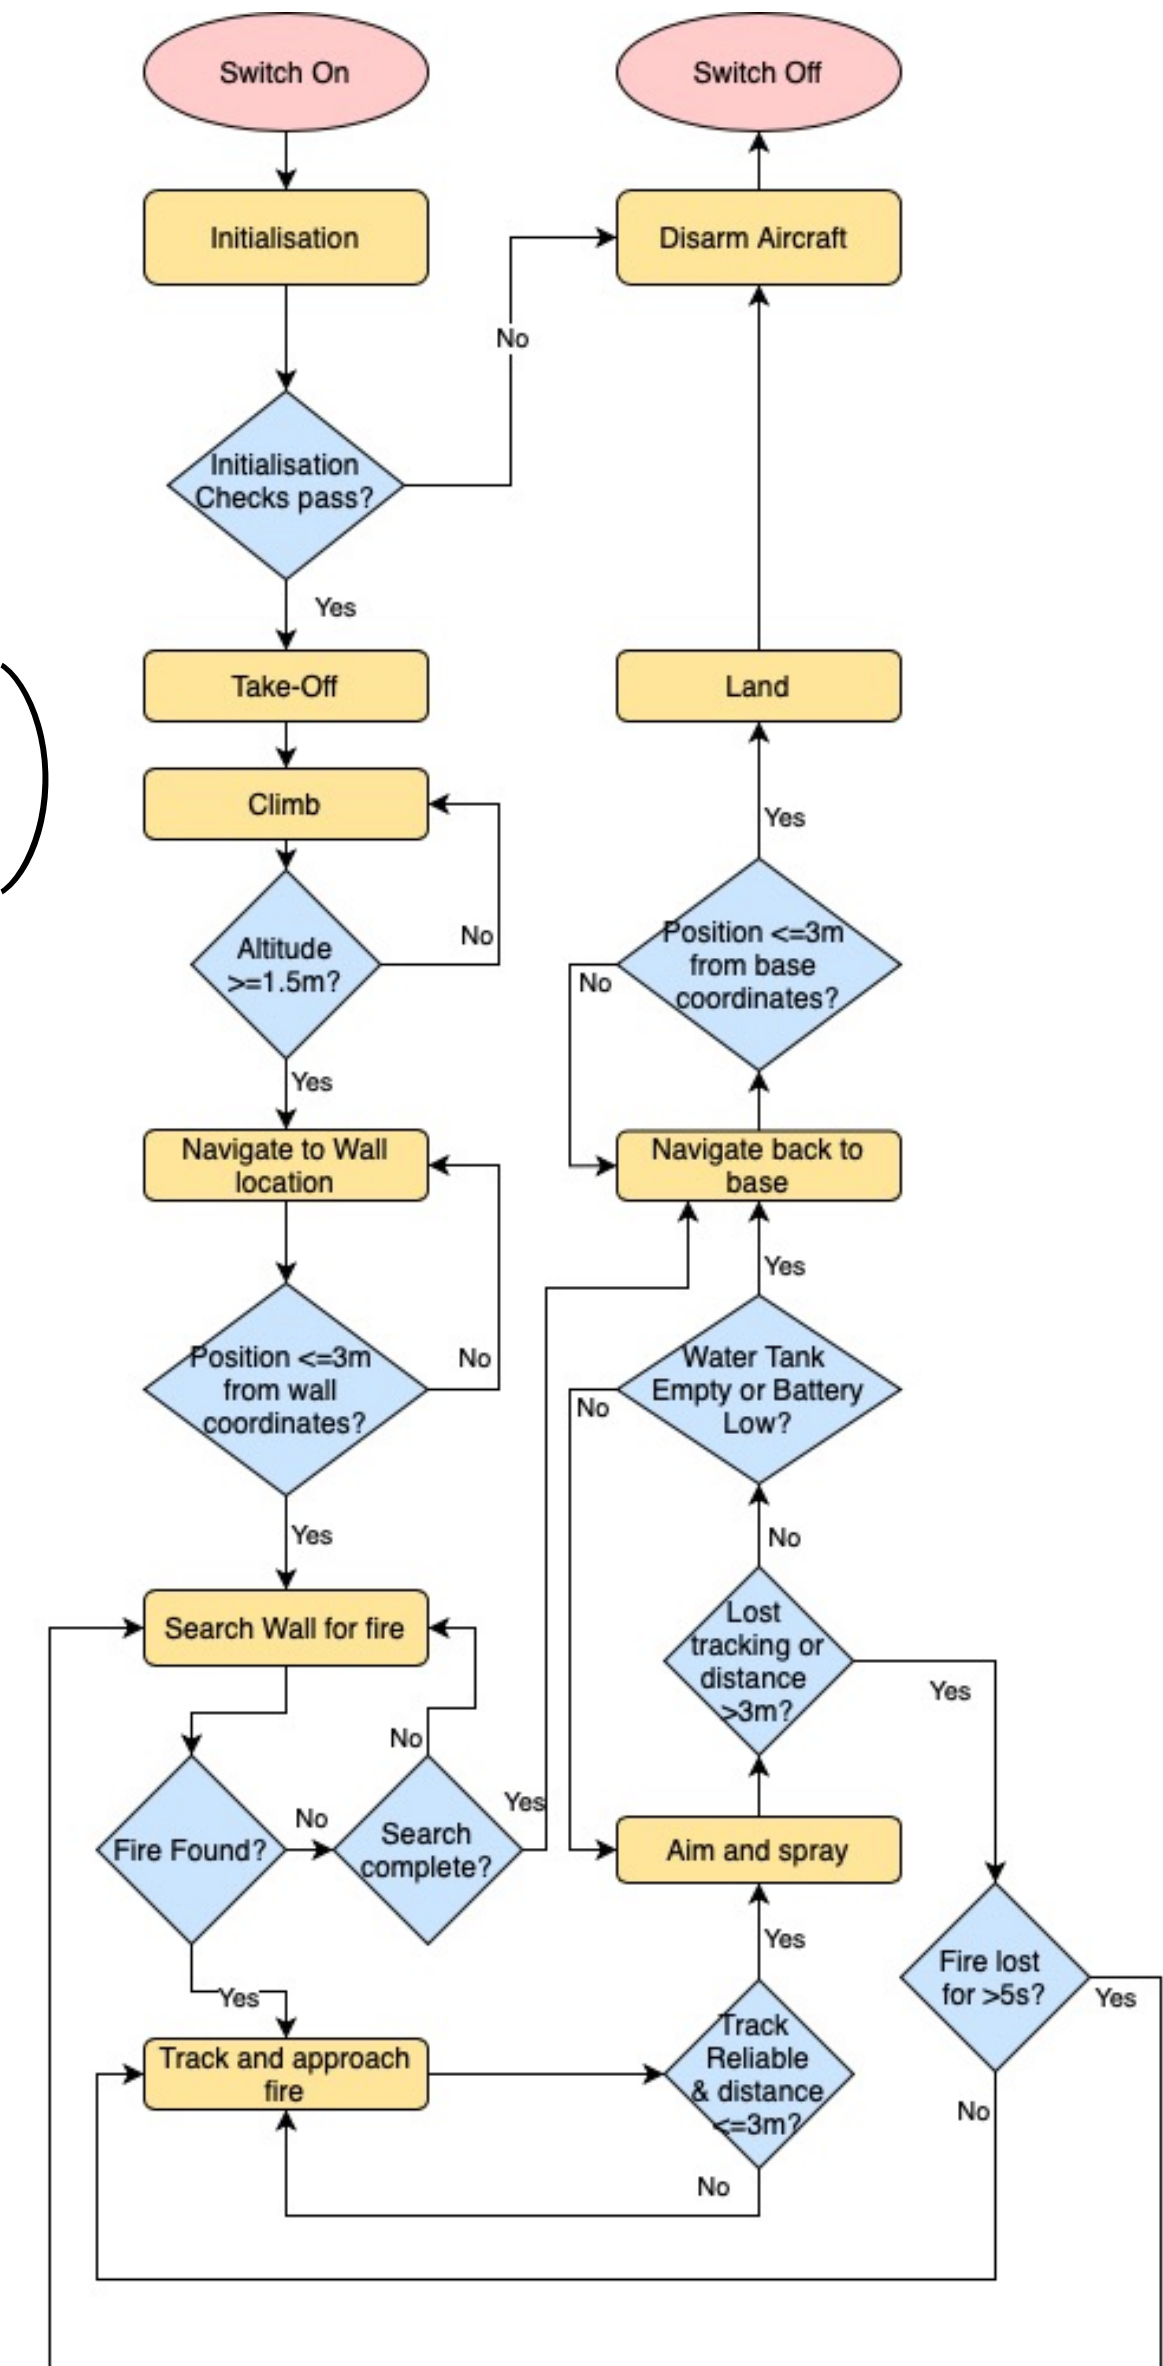 Switch On
Switch Off
Initialisation
Disarm Aircraft
No
Initialisation
Checks pass?
Yes
Take-Off
Land
Climb
Yes
No
Altitude
>=1.5m?
Position <=3m
from base
coordinates?
No
Yes
Navigate to Wall
location
Navigate back to
base
Yes
Position <=3m
from wall
coordinates?
No
Water Tank
Empty or Battery
Low?
No
Yes
No
Search Wall for fire
Lost
tracking or
distance
>3m?
Yes
No
Yes
No
Fire Found?
Search
complete?
Aim and spray
Yes
Yes
Fire lost
for >5s?
Yes
Track and approach
fire
Track
Reliable
& distance
<=3m?
No
No